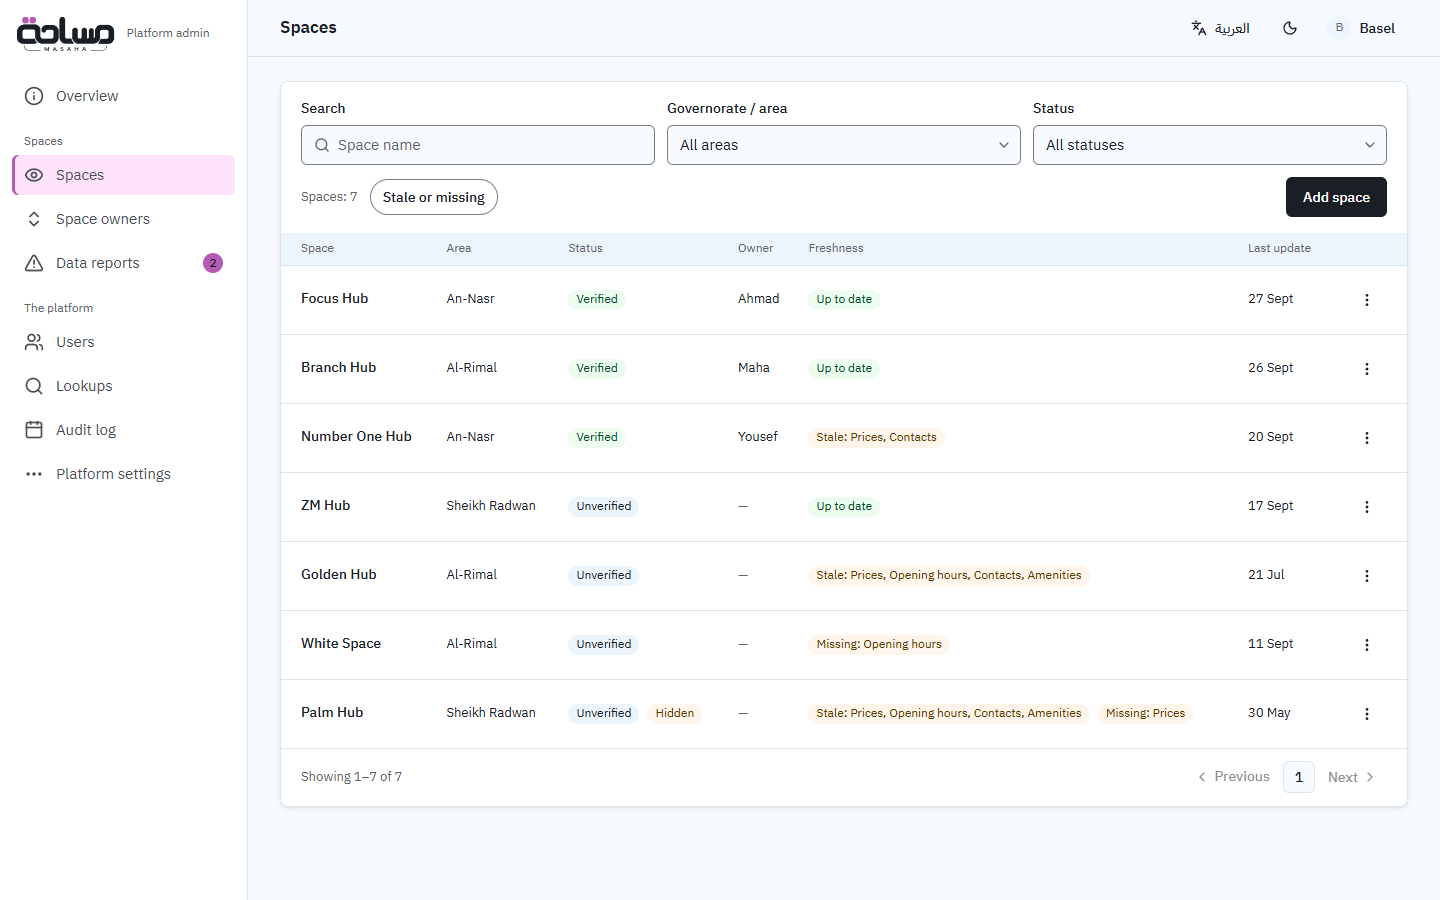 مساحة
MASAHA
Platform admin
Overview
Spaces
Spaces
Space owners
Data reports 2
The platform
Users
Lookups
Audit log
Platform settings
Spaces
العربية
B Basel
Search Governorate / area Status
Space name All areas All statuses
Spaces: 7 Stale or missing Add space
Space Area Status Owner Freshness Last update
Focus Hub An-Nasr Verified Ahmad Up to date 27 Sept
Branch Hub Al-Rimal Verified Maha Up to date 26 Sept
Number One Hub An-Nasr Verified Yousef Stale: Prices, Contacts 20 Sept
ZM Hub Sheikh Radwan Unverified — Up to date 17 Sept
Golden Hub Al-Rimal Unverified — Stale: Prices, Opening hours, Contacts, Amenities 21 Jul
White Space Al-Rimal Unverified — Missing: Opening hours 11 Sept
Palm Hub Sheikh Radwan Unverified Hidden — Stale: Prices, Opening hours, Contacts, Amenities Missing: Prices 30 May
Showing 1–7 of 7 Previous 1 Next